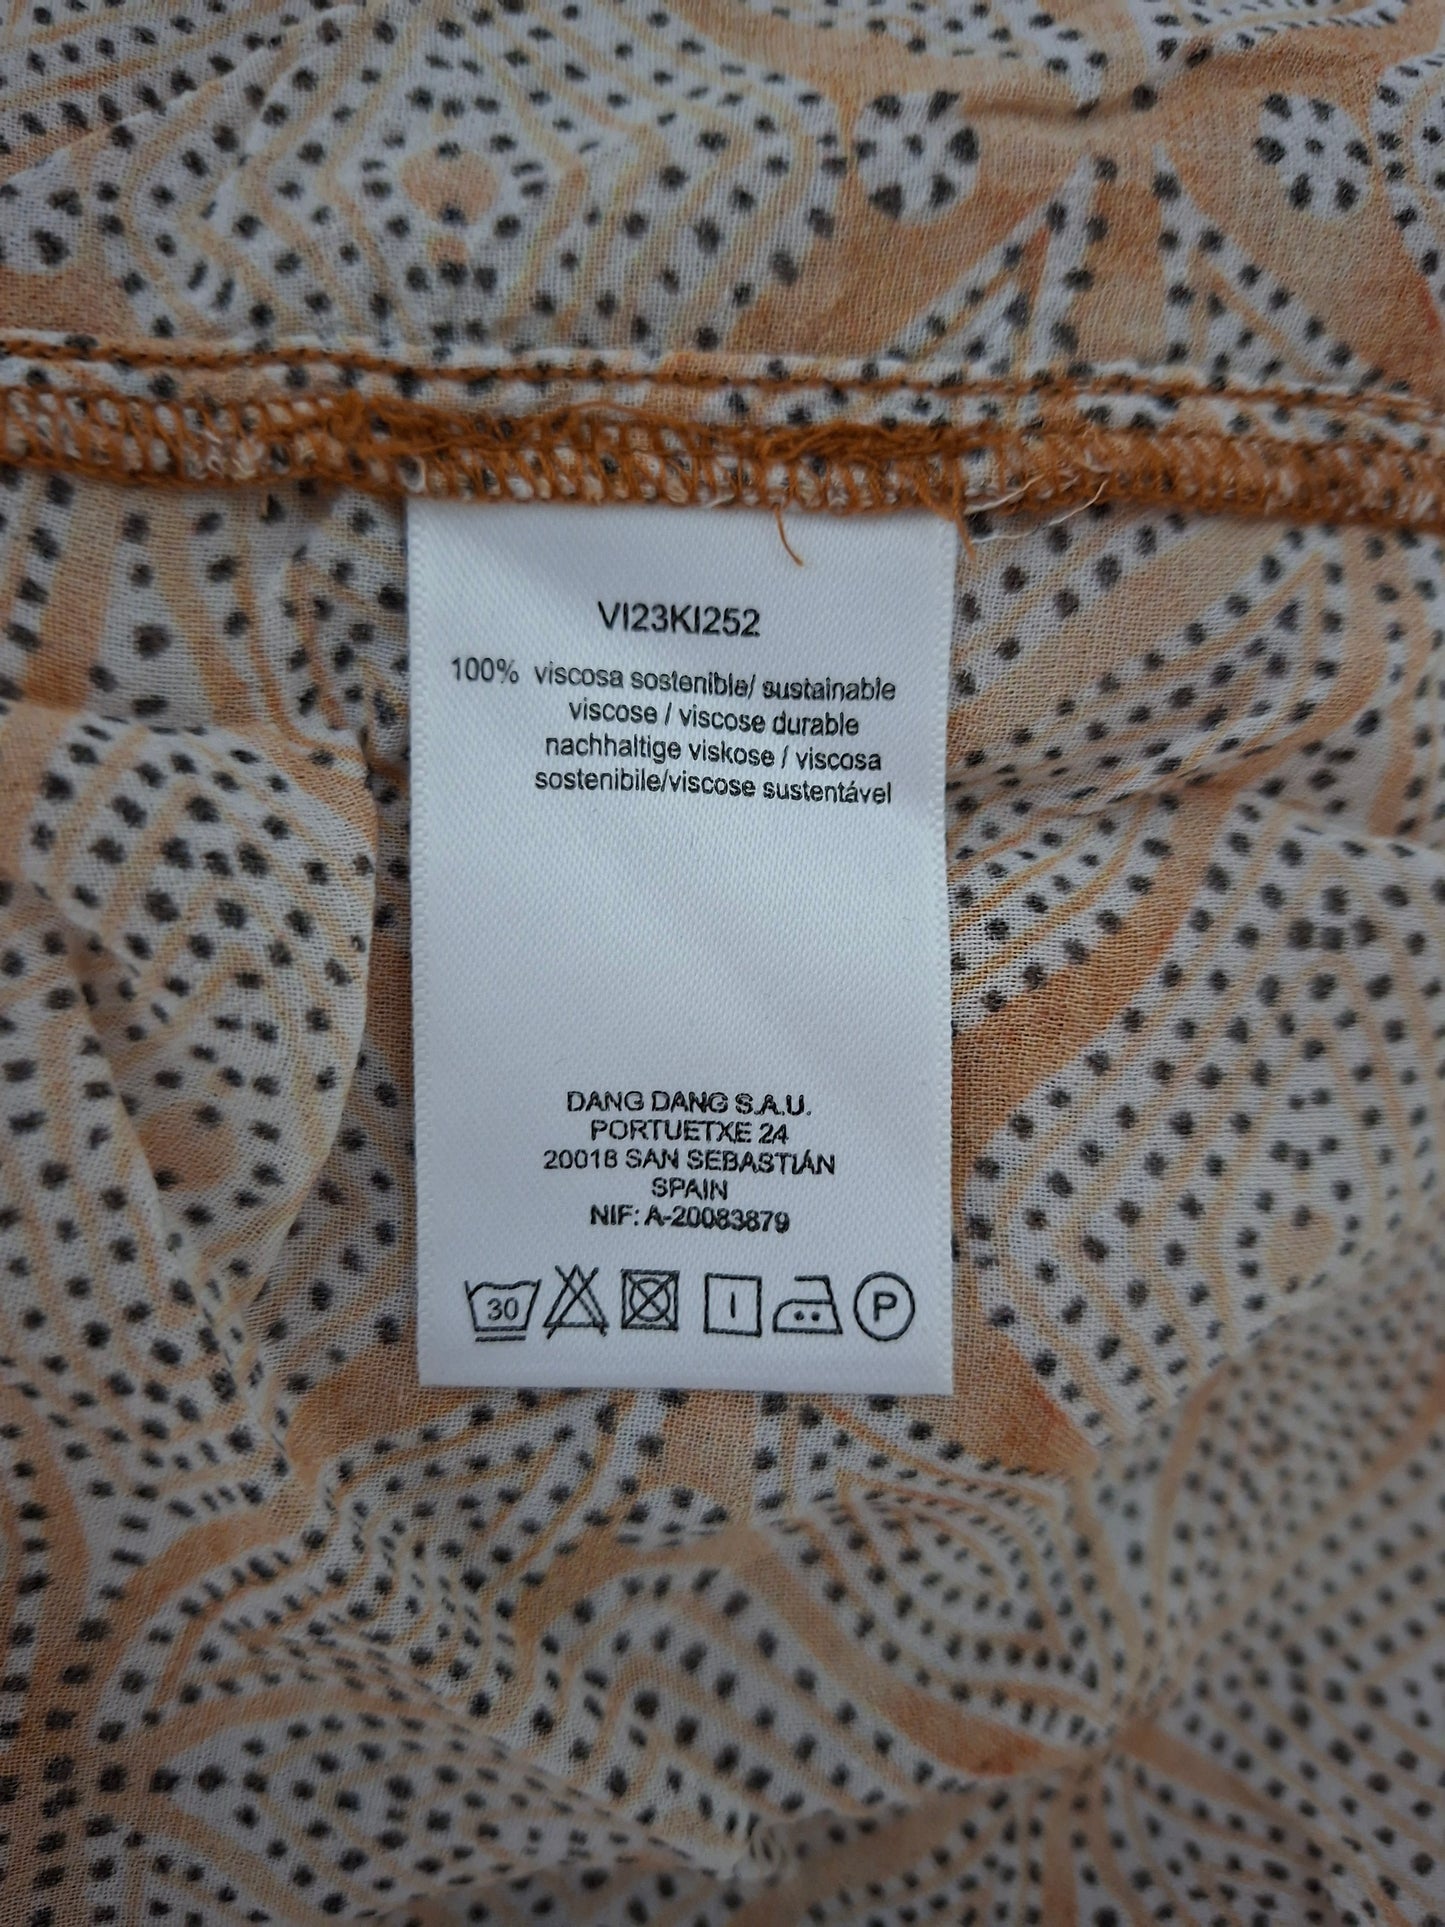 VI23KI252
100% viscosa sostenible/ sustainable
viscose / viscose durable
nachhaltige viskose / viscosa
sostenibile/viscose sustentável
DANG DANG S.A.U.
PORTUETXE 24
20018 SAN SEBASTIÁN
SPAIN
NIF: A-20083879
30 P